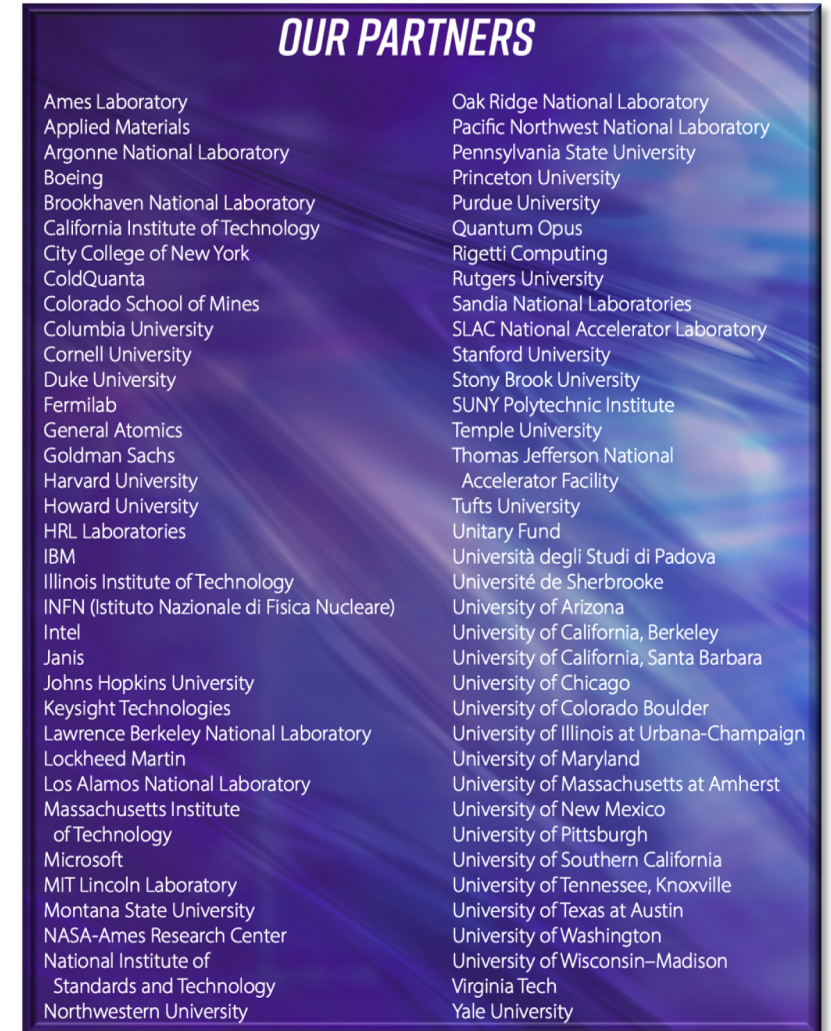 OUR PARTNERS
Ames Laboratory
Applied Materials
Argonne National Laboratory
Boeing
Brookhaven National Laboratory
California Institute of Technology
City College of New York
ColdQuanta
Colorado School of Mines
Columbia University
Cornell University
Duke University
Fermilab
General Atomics
Goldman Sachs
Harvard University
Howard University
HRL Laboratories
IBM
Illinois Institute of Technology
INFN (Istituto Nazionale di Fisica Nucleare)
Intel
Janis
Johns Hopkins University
Keysight Technologies
Lawrence Berkeley National Laboratory
Lockheed Martin
Los Alamos National Laboratory
Massachusetts Institute
of Technology
Microsoft
MIT Lincoln Laboratory
Montana State University
NASA-Ames Research Center
National Institute of
Standards and Technology
Northwestern University
Oak Ridge National Laboratory
Pacific Northwest National Laboratory
Pennsylvania State University
Princeton University
Purdue University
Quantum Opus
Rigetti Computing
Rutgers University
Sandia National Laboratories
SLAC National Accelerator Laboratory
Stanford University
Stony Brook University
SUNY Polytechnic Institute
Temple University
Thomas Jefferson National
Accelerator Facility
Tufts University
Unitary Fund
Università degli Studi di Padova
Université de Sherbrooke
University of Arizona
University of California, Berkeley
University of California, Santa Barbara
University of Chicago
University of Colorado Boulder
University of Illinois at Urbana-Champaign
University of Maryland
University of Massachusetts at Amherst
University of New Mexico
University of Pittsburgh
University of Southern California
University of Tennessee, Knoxville
University of Texas at Austin
University of Washington
University of Wisconsin–Madison
Virginia Tech
Yale University